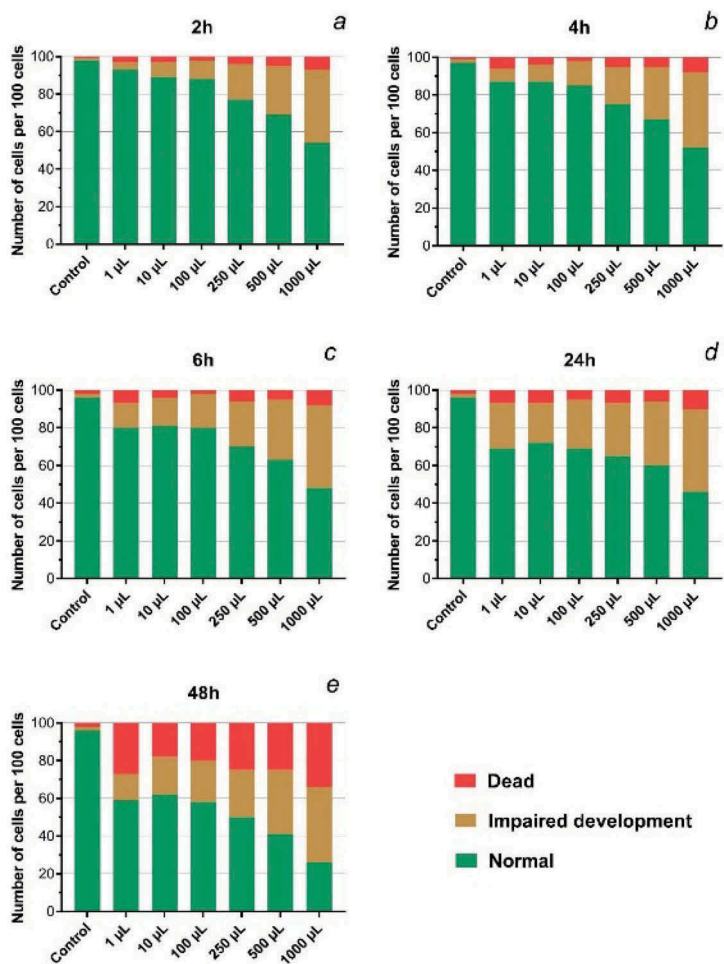 2h
a
Number of cells per 100 cells
100
80
60
40
20
0
Control
1 µL
10 µL
100 µL
250 µL
500 µL
1000 µL
4h
b
Number of cells per 100 cells
100
80
60
40
20
0
Control
1 µL
10 µL
100 µL
250 µL
500 µL
1000 µL
6h
c
Number of cells per 100 cells
100
80
60
40
20
0
Control
1 µL
10 µL
100 µL
250 µL
500 µL
1000 µL
24h
d
Number of cells per 100 cells
100
80
60
40
20
0
Control
1 µL
10 µL
100 µL
250 µL
500 µL
1000 µL
48h
e
Number of cells per 100 cells
100
80
60
40
20
0
Control
1 µL
10 µL
100 µL
250 µL
500 µL
1000 µL
Dead
Impaired development
Normal